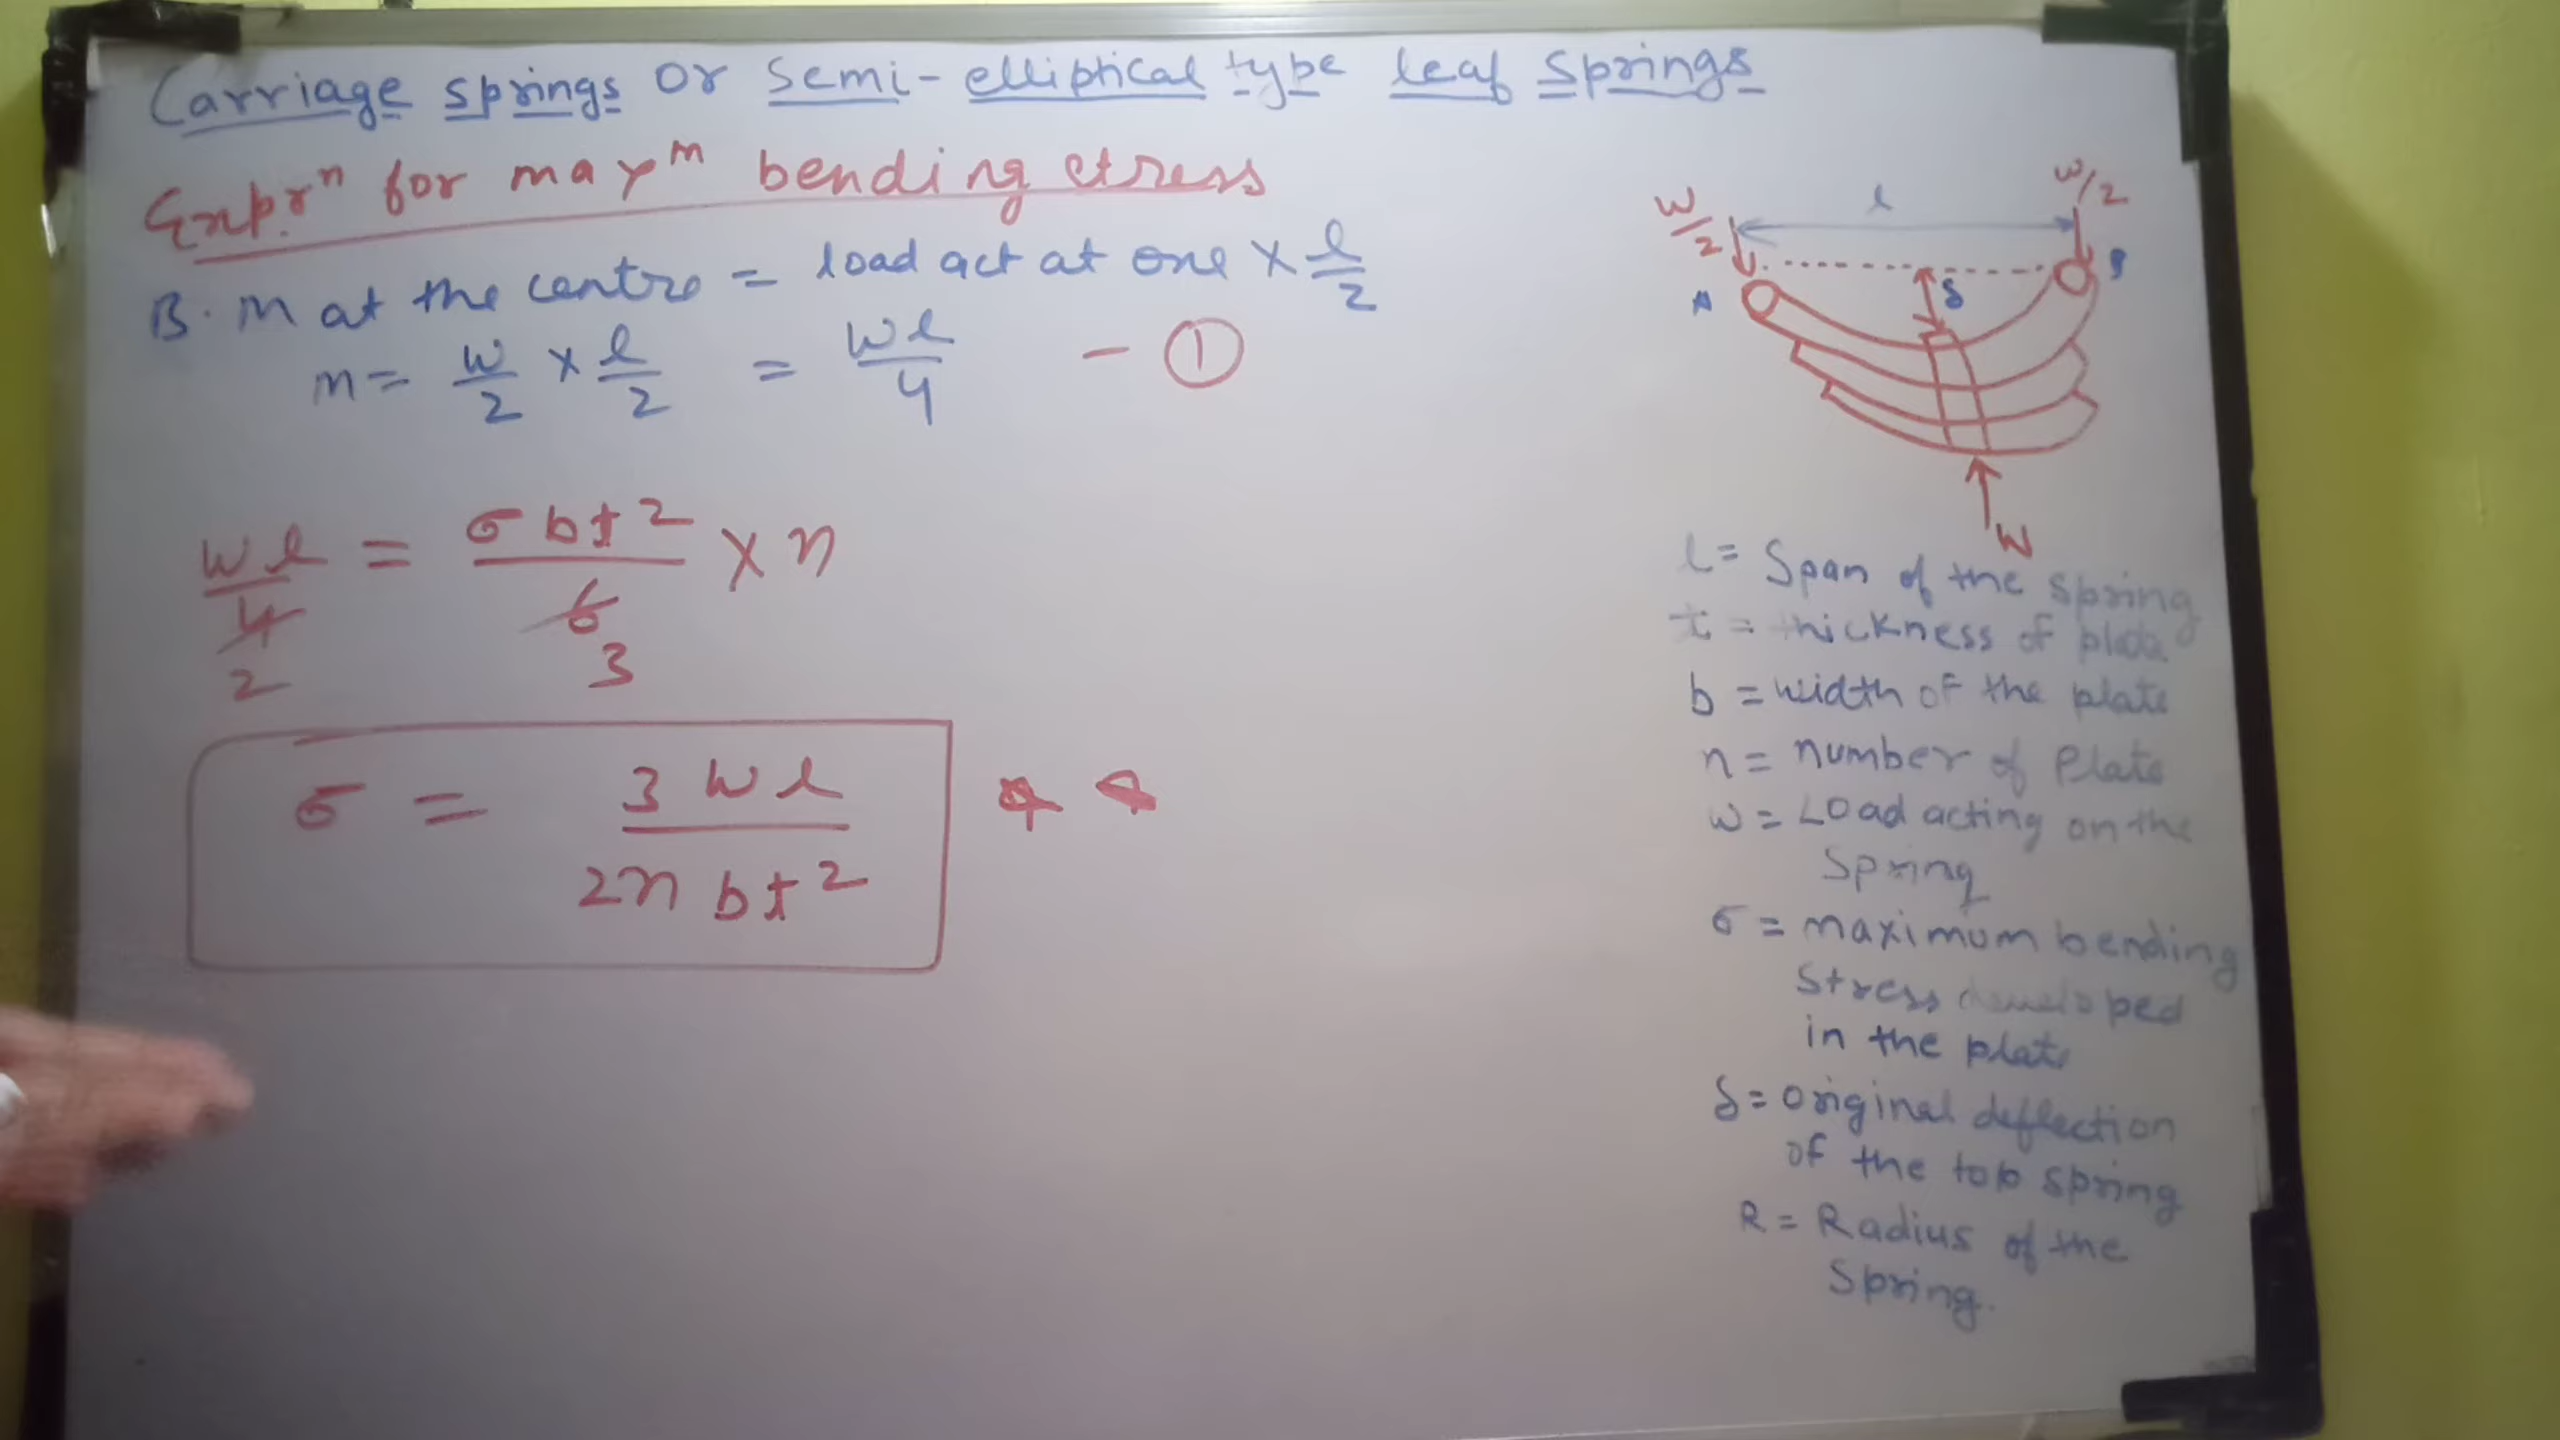 Carriage springs or semi-elliptical type leaf springs
Expr.ⁿ for maxᵐ bending stress
B.M at the centre = load act at one × l/2
m = W/2 × l/2 = Wl/4 - ①
Wl/4 = σbt²/6 × n
2 3
σ = 3Wl/2nbt² **
W/2 l W/2
A δ B
W
l = Span of the spring
t = thickness of plate
b = width of the plate
n = number of Plate
W = Load acting on the
Spring
σ = maximum bending
Stress developed
in the plate
δ = original deflection
of the top spring
R = Radius of the
Spring.